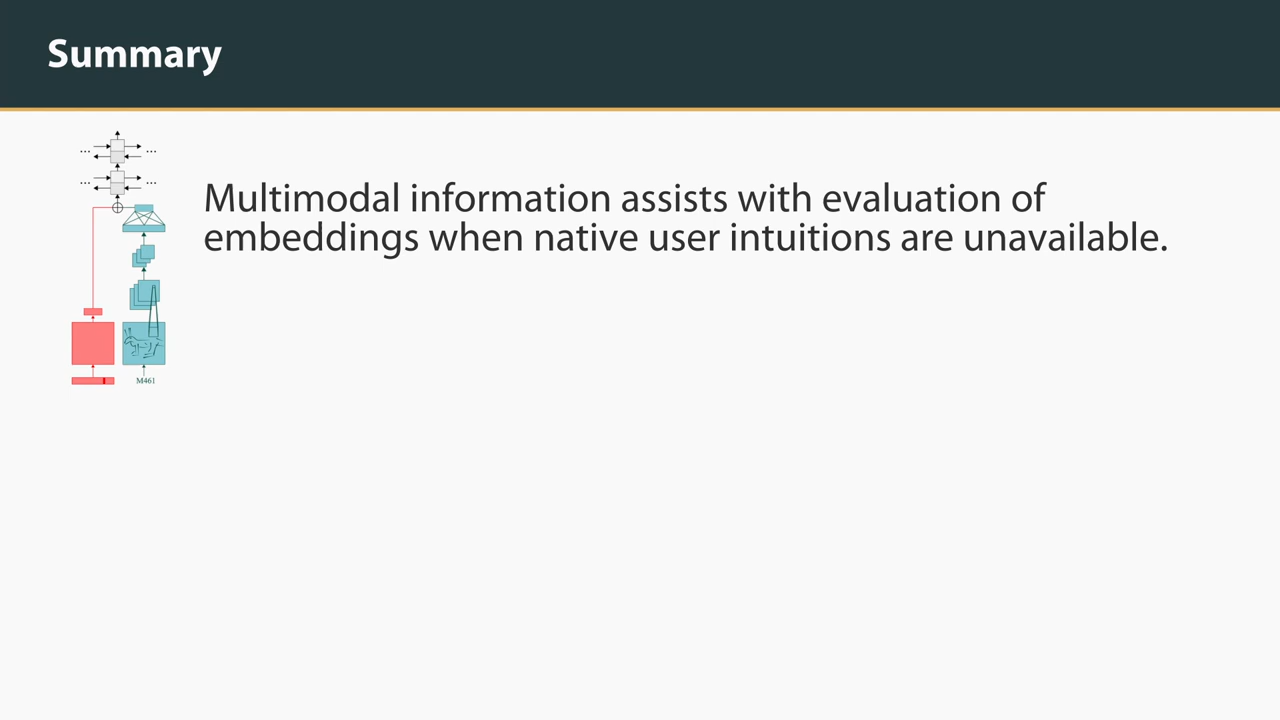 Summary
... ...
... ...
Multimodal information assists with evaluation of
embeddings when native user intuitions are unavailable.
M461